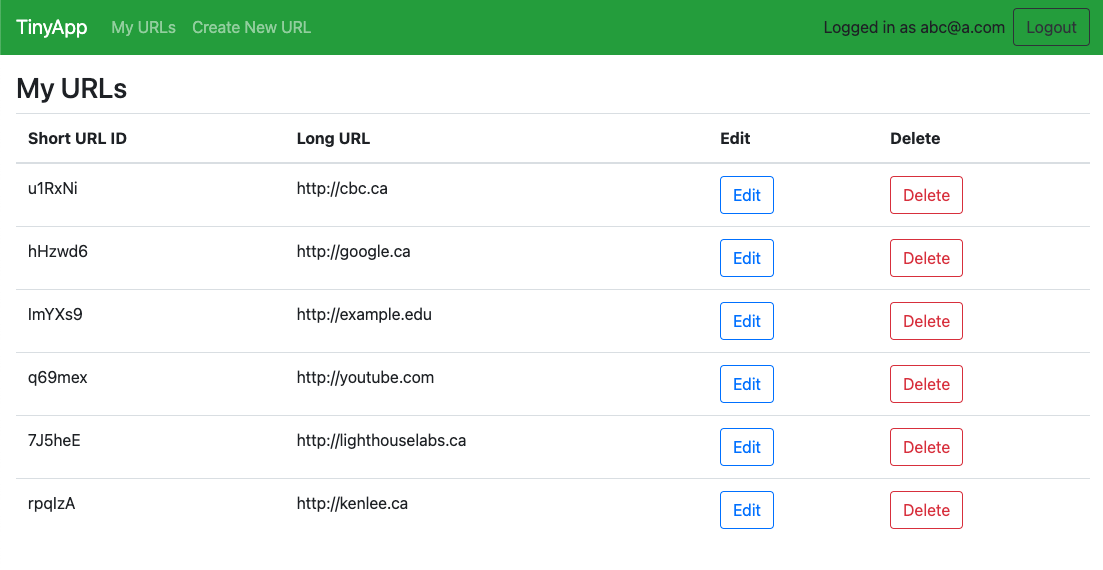 TinyApp My URLs Create New URL Logged in as abc@a.com Logout
My URLs
Short URL ID Long URL Edit Delete
u1RxNi http://cbc.ca Edit Delete
hHzwd6 http://google.ca Edit Delete
ImYXs9 http://example.edu Edit Delete
q69mex http://youtube.com Edit Delete
7J5heE http://lighthouselabs.ca Edit Delete
rpqIzA http://kenlee.ca Edit Delete